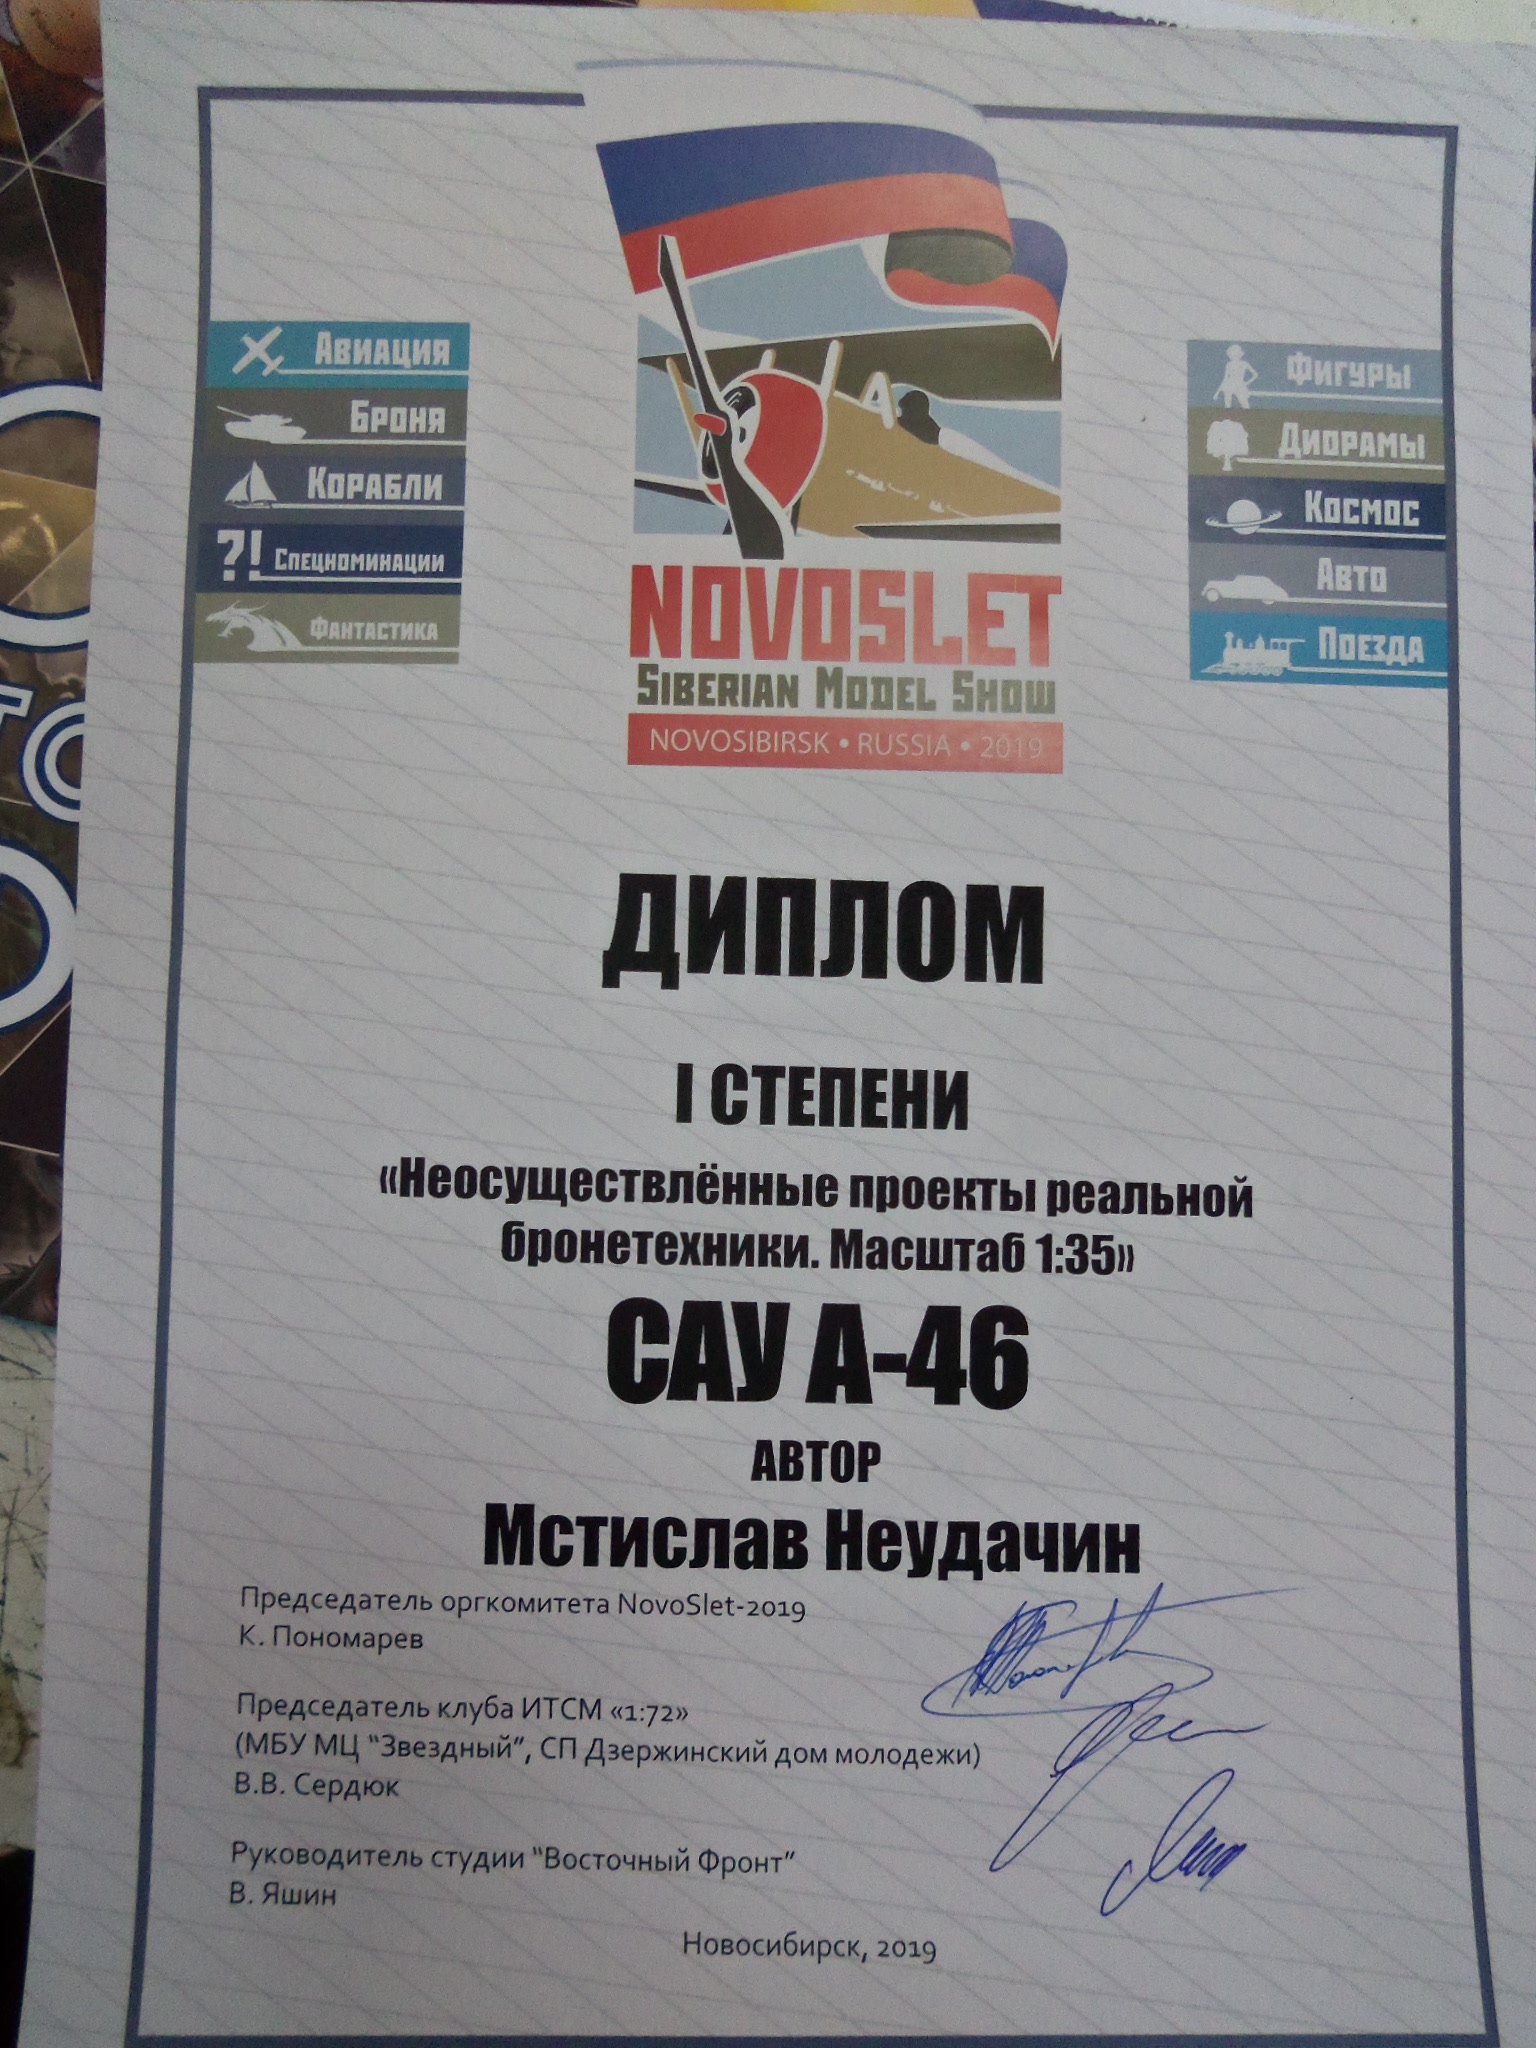 Авиация
Броня
Корабли
?! Спецноминации
Фантастика
Фигуры
Диорамы
Космос
Авто
Поезда
NOVOSLET
SIBERIAN MODEL SHOW
NOVOSIBIRSK • RUSSIA • 2019
ДИПЛОМ
I СТЕПЕНИ
«Неосуществлённые проекты реальной
бронетехники. Масштаб 1:35»
САУ А-46
АВТОР
Мстислав Неудачин
Председатель оргкомитета NovoSlet-2019
К. Пономарев
Председатель клуба ИТСМ «1:72»
(МБУ МЦ "Звездный", СП Дзержинский дом молодежи)
В.В. Сердюк
Руководитель студии "Восточный Фронт"
В. Яшин
Новосибирск, 2019